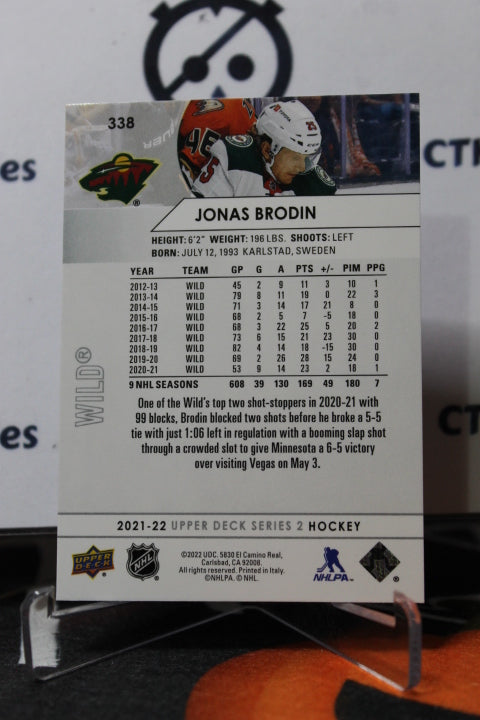 338
JONAS BRODIN
HEIGHT: 6'2" WEIGHT: 196 LBS. SHOOTS: LEFT
BORN: JULY 12, 1993 KARLSTAD, SWEDEN
YEAR TEAM GP G A PTS +/- PIM PPG
2012-13 WILD 45 2 9 11 3 10 1
2013-14 WILD 79 8 11 19 0 22 3
2014-15 WILD 71 3 14 17 21 8 0
2015-16 WILD 68 2 5 7 -5 18 0
2016-17 WILD 68 3 22 25 5 20 2
2017-18 WILD 73 6 15 21 23 30 0
2018-19 WILD 82 4 14 18 -15 30 0
2019-20 WILD 69 2 26 28 15 24 0
2020-21 WILD 53 9 14 23 2 18 1
9 NHL SEASONS 608 39 130 169 49 180 7
WILD®
One of the Wild's top two shot-stoppers in 2020-21 with
99 blocks, Brodin blocked two shots before he broke a 5-5
tie with just 1:06 left in regulation with a booming slap shot
through a crowded slot to give Minnesota a 6-5 victory
over visiting Vegas on May 3.
2021-22 UPPER DECK SERIES 2 HOCKEY
UPPER DECK
NHL
©2022 UDC. 5830 El Camino Real,
Carlsbad, CA 92008.
All rights reserved. Printed in Italy.
©NHLPA. © NHL.
NHLPA
ies
CTH
ctibles
CT